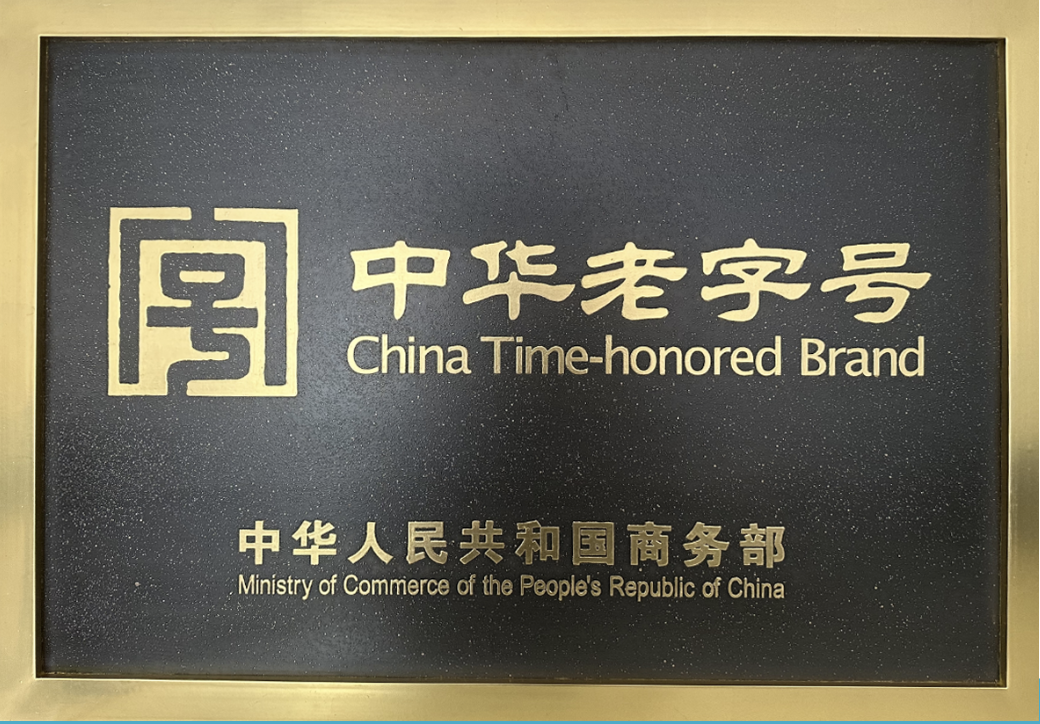 中华老字号
China Time-honored Brand
中华人民共和国商务部
Ministry of Commerce of the People's Republic of China